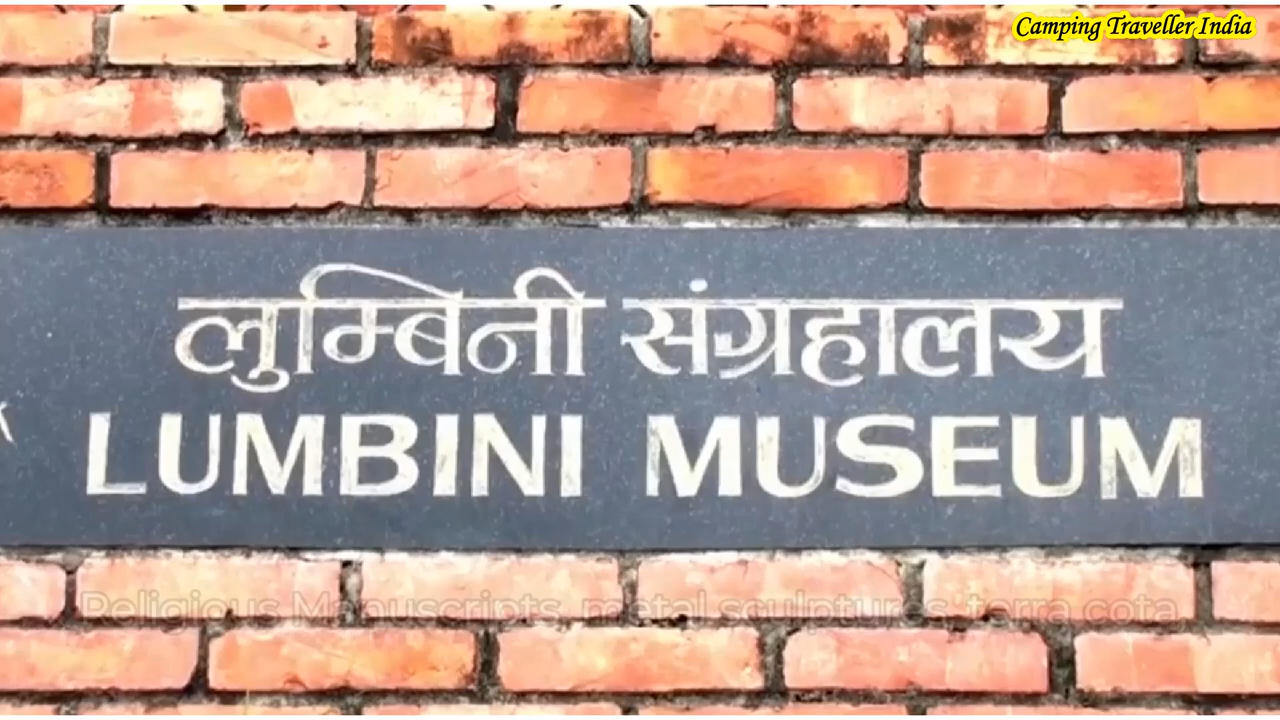 Camping Traveller India
लुम्बिनी संग्रहालय
LUMBINI MUSEUM
Religious Manuscripts, metal sculptures, terra cota,